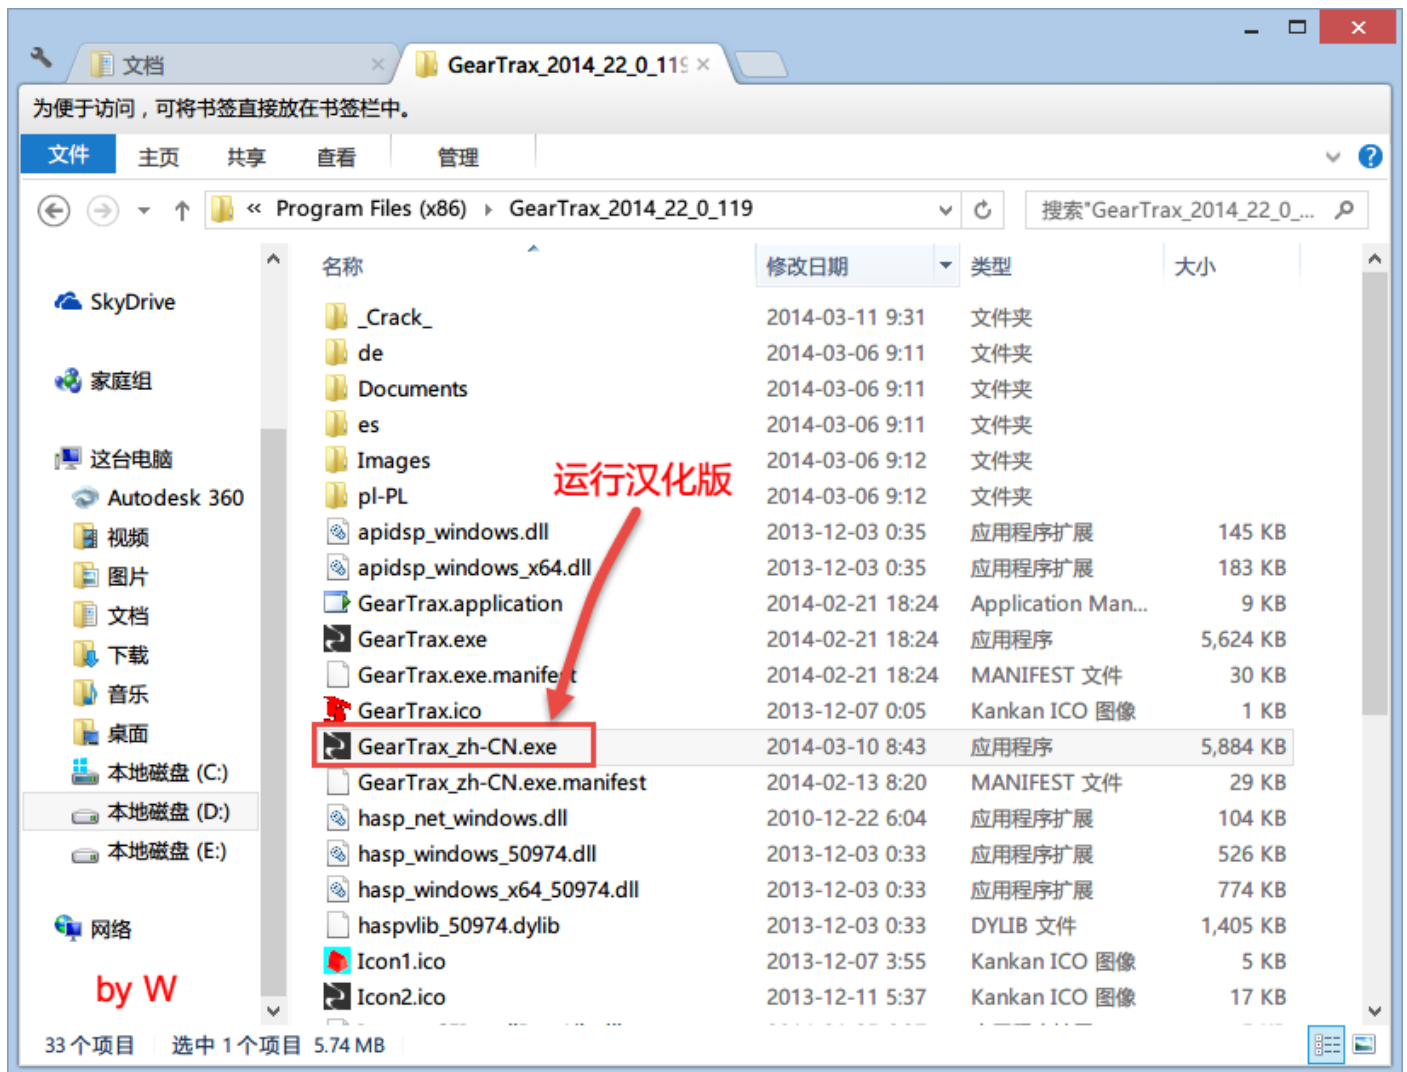 文档
GearTrax_2014_22_0_119
为便于访问，可将书签直接放在书签栏中。
文件 主页 共享 查看 管理
« Program Files (x86) GearTrax_2014_22_0_119 搜索"GearTrax_2014_22_0_...
名称 修改日期 类型 大小
SkyDrive
家庭组
这台电脑
Autodesk 360
视频
图片
文档
下载
音乐
桌面
本地磁盘 (C:)
本地磁盘 (D:)
本地磁盘 (E:)
网络
by W
_Crack_ 2014-03-11 9:31 文件夹
de 2014-03-06 9:11 文件夹
Documents 2014-03-06 9:11 文件夹
es 2014-03-06 9:11 文件夹
Images 2014-03-06 9:12 文件夹
pl-PL 2014-03-06 9:12 文件夹
运行汉化版
apidsp_windows.dll 2013-12-03 0:35 应用程序扩展 145 KB
apidsp_windows_x64.dll 2013-12-03 0:35 应用程序扩展 183 KB
GearTrax.application 2014-02-21 18:24 Application Man... 9 KB
GearTrax.exe 2014-02-21 18:24 应用程序 5,624 KB
GearTrax.exe.manifest 2014-02-21 18:24 MANIFEST 文件 30 KB
GearTrax.ico 2013-12-07 0:05 Kankan ICO 图像 1 KB
GearTrax_zh-CN.exe 2014-03-10 8:43 应用程序 5,884 KB
GearTrax_zh-CN.exe.manifest 2014-02-13 8:20 MANIFEST 文件 29 KB
hasp_net_windows.dll 2010-12-22 6:04 应用程序扩展 104 KB
hasp_windows_50974.dll 2013-12-03 0:33 应用程序扩展 526 KB
hasp_windows_x64_50974.dll 2013-12-03 0:33 应用程序扩展 774 KB
haspvlib_50974.dylib 2013-12-03 0:33 DYLIB 文件 1,405 KB
Icon1.ico 2013-12-07 3:55 Kankan ICO 图像 5 KB
Icon2.ico 2013-12-11 5:37 Kankan ICO 图像 17 KB
33 个项目 选中 1 个项目 5.74 MB